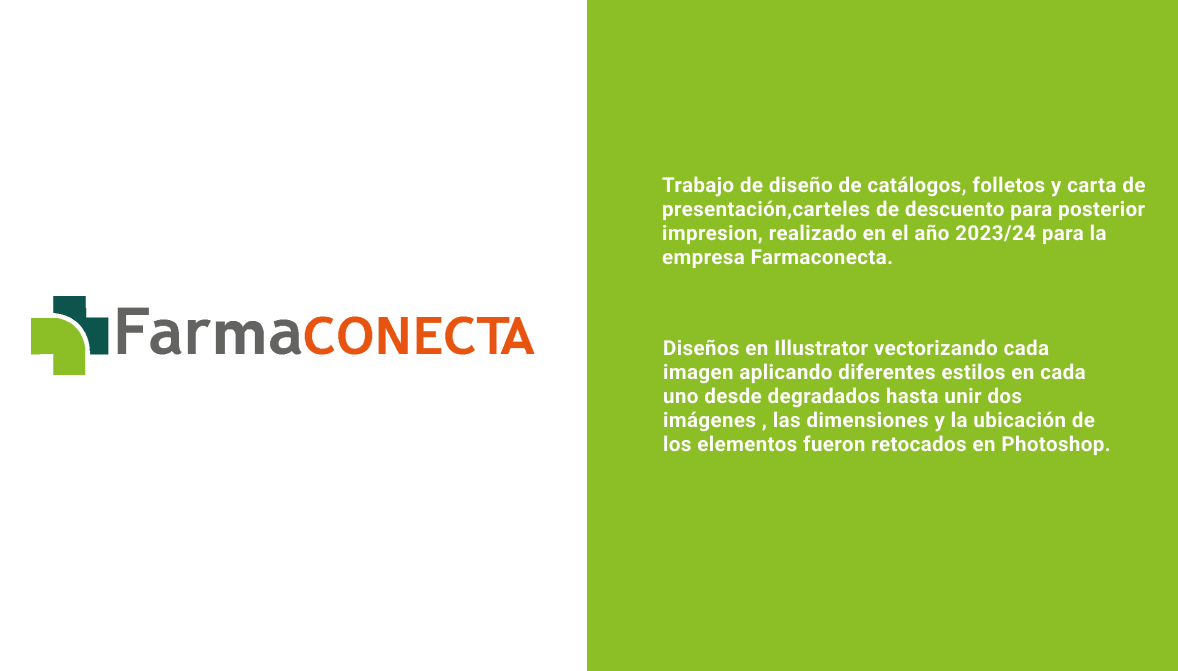 FarmaCONECTA
Trabajo de diseño de catálogos, folletos y carta de
presentación,carteles de descuento para posterior
impresion, realizado en el año 2023/24 para la
empresa Farmaconecta.
Diseños en Illustrator vectorizando cada
imagen aplicando diferentes estilos en cada
uno desde degradados hasta unir dos
imágenes , las dimensiones y la ubicación de
los elementos fueron retocados en Photoshop.